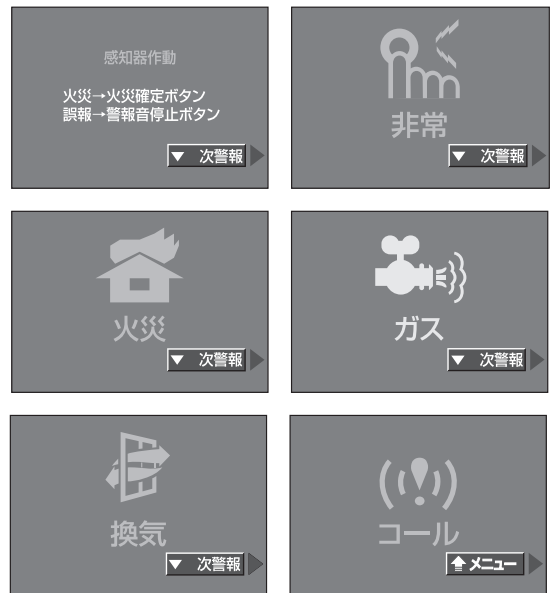 感知器作動
火災→火災確定ボタン
誤報→警報音停止ボタン
▼ 次警報
非常
▼ 次警報
火災
▼ 次警報
ガス
▼ 次警報
換気
▼ 次警報
コール
メニュー